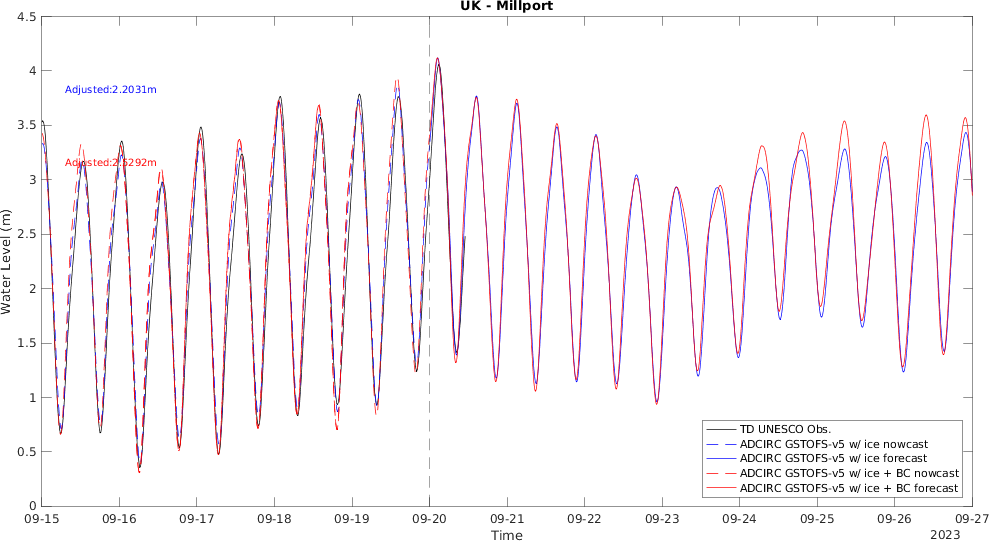 UK - Millport
4.5
4
3.5
3
2.5
2
1.5
1
0.5
0
Water Level (m)
Adjusted:2.2031m
Adjusted:2.5292m
TD UNESCO Obs.
ADCIRC GSTOFS-v5 w/ ice nowcast
ADCIRC GSTOFS-v5 w/ ice forecast
ADCIRC GSTOFS-v5 w/ ice + BC nowcast
ADCIRC GSTOFS-v5 w/ ice + BC forecast
09-15 09-16 09-17 09-18 09-19 09-20 09-21 09-22 09-23 09-24 09-25 09-26 09-27
Time
2023